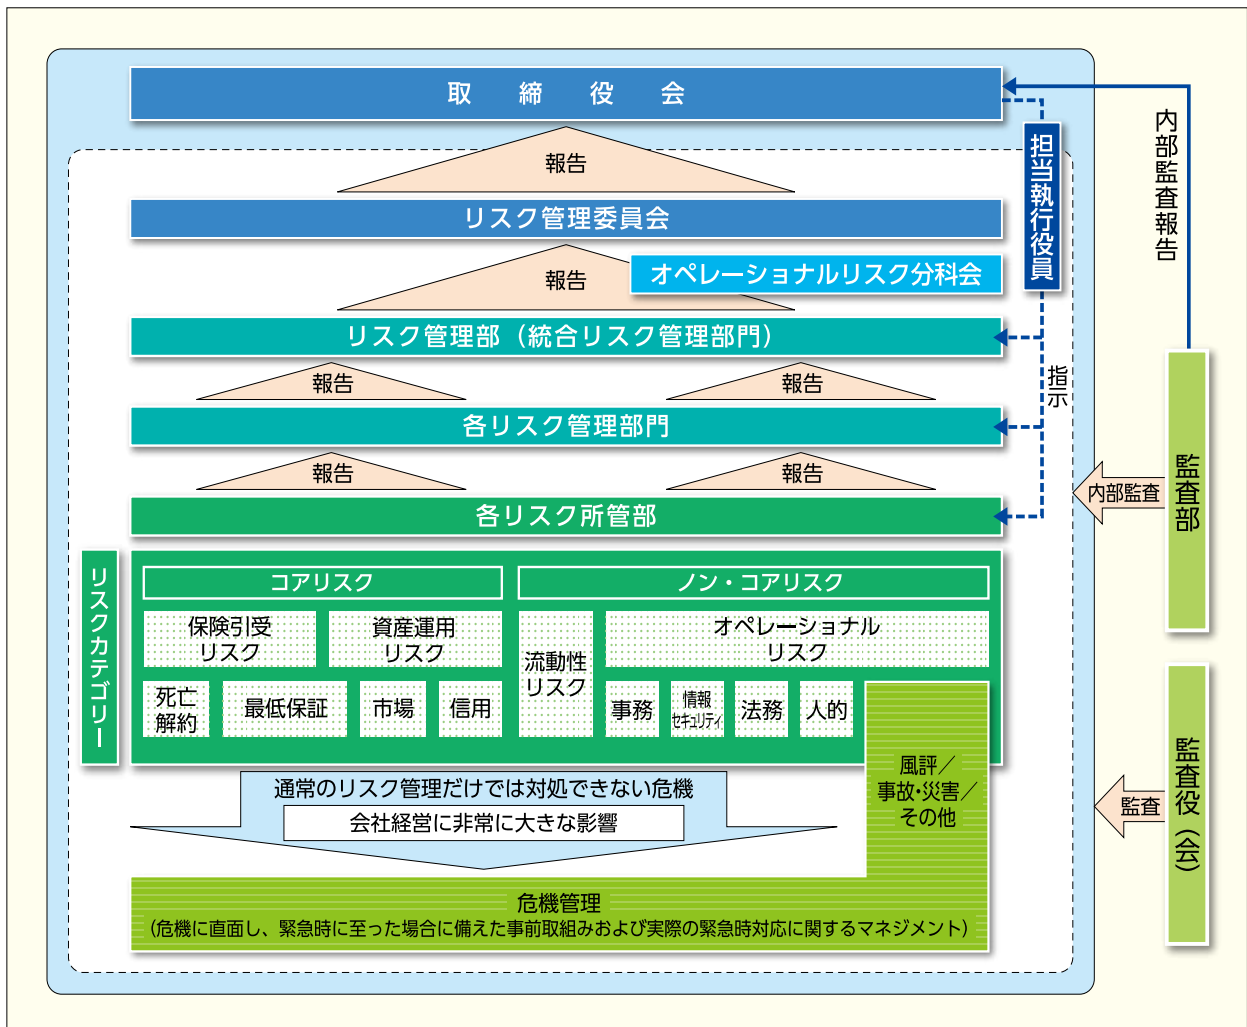 取締役会
報告
担当執行役員
内部監査報告
リスク管理委員会
報告
オペレーショナルリスク分科会
リスク管理部（統合リスク管理部門）
報告
報告
指示
各リスク管理部門
報告
報告
内部監査
監査部
各リスク所管部
リスクカテゴリー
コアリスク
ノン・コアリスク
保険引受
リスク
資産運用
リスク
流動性
リスク
オペレーショナル
リスク
死亡
解約
最低保証
市場
信用
事務
情報
セキュリティ
法務
人的
風評／
事故・災害／
その他
通常のリスク管理だけでは対処できない危機
会社経営に非常に大きな影響
監査
監査役（会）
危機管理
（危機に直面し、緊急時に至った場合に備えた事前取組みおよび実際の緊急時対応に関するマネジメント）